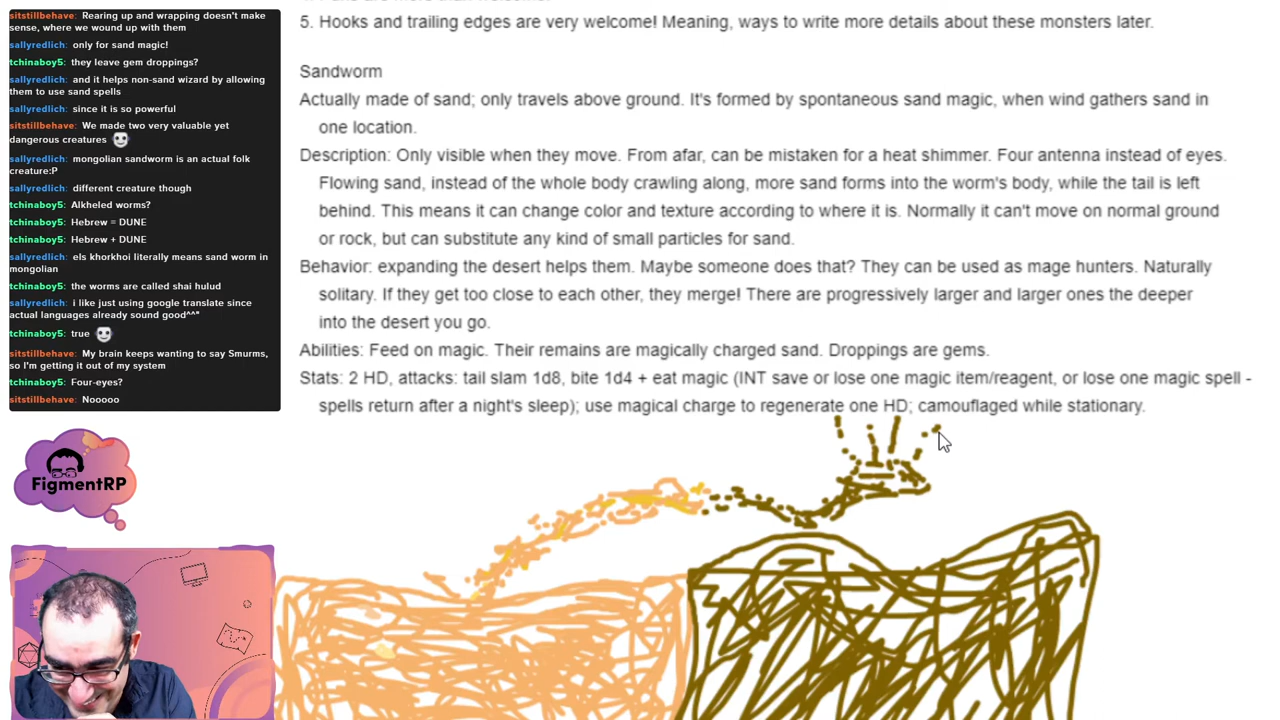 sitstillbehave: Rearing up and wrapping doesn't make
sense, where we wound up with them
sallyredlich: only for sand magic!
tchinaboy5: they leave gem droppings?
sallyredlich: and it helps non-sand wizard by allowing
them to use sand spells
sallyredlich: since it is so powerful
sitstillbehave: We made two very valuable yet
dangerous creatures
sallyredlich: mongolian sandworm is an actual folk
creature:P
sallyredlich: different creature though
tchinaboy5: Alkheled worms?
tchinaboy5: Hebrew = DUNE
tchinaboy5: Hebrew + DUNE
sallyredlich: els khorkhoi literally means sand worm in
mongolian
tchinaboy5: the worms are called shai hulud
sallyredlich: i like just using google translate since
actual languages already sound good^^"
tchinaboy5: true
sitstillbehave: My brain keeps wanting to say Smurms,
so I'm getting it out of my system
tchinaboy5: Four-eyes?
sitstillbehave: Nooooo
FigmentRP
5. Hooks and trailing edges are very welcome! Meaning, ways to write more details about these monsters later.
Sandworm
Actually made of sand; only travels above ground. It's formed by spontaneous sand magic, when wind gathers sand in
one location.
Description: Only visible when they move. From afar, can be mistaken for a heat shimmer. Four antenna instead of eyes.
Flowing sand, instead of the whole body crawling along, more sand forms into the worm's body, while the tail is left
behind. This means it can change color and texture according to where it is. Normally it can't move on normal ground
or rock, but can substitute any kind of small particles for sand.
Behavior: expanding the desert helps them. Maybe someone does that? They can be used as mage hunters. Naturally
solitary. If they get too close to each other, they merge! There are progressively larger and larger ones the deeper
into the desert you go.
Abilities: Feed on magic. Their remains are magically charged sand. Droppings are gems.
Stats: 2 HD, attacks: tail slam 1d8, bite 1d4 + eat magic (INT save or lose one magic item/reagent, or lose one magic spell -
spells return after a night's sleep); use magical charge to regenerate one HD; camouflaged while stationary.